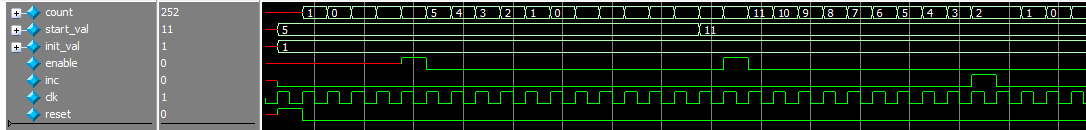 count 252 1 0 5 4 3 2 1 0 11 10 9 8 7 6 5 4 3 2 1 0
start_val 11 5 11
init_val 1 1
enable 0
inc 0
clk 1
reset 0